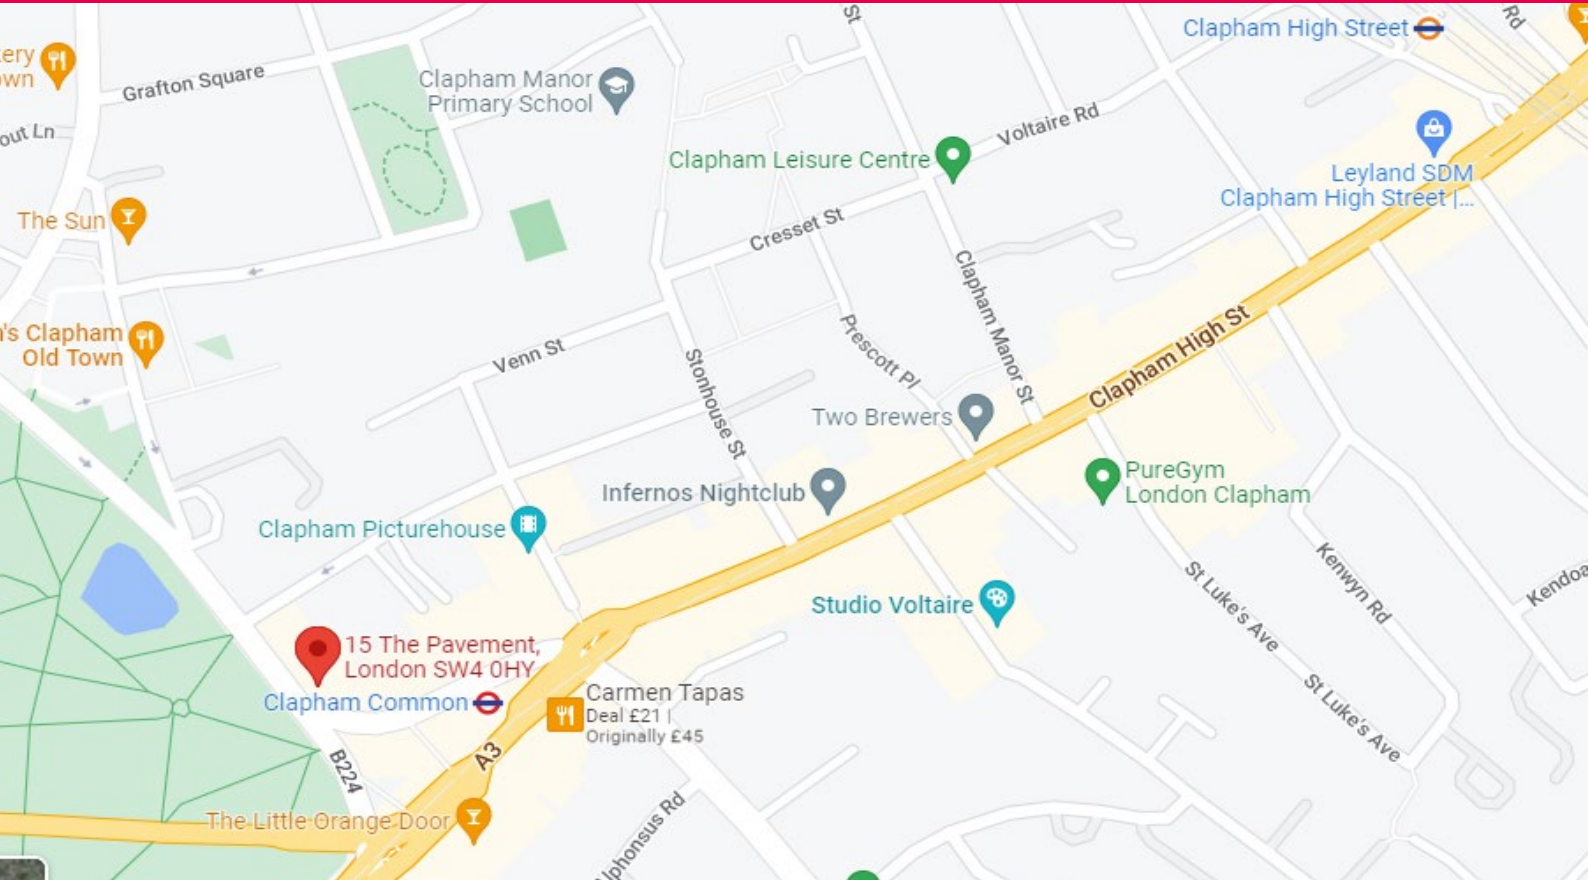 St
Clapham High Street
Rd
Grafton Square
Clapham Manor
Primary School
Voltaire Rd
Clapham Leisure Centre
Leyland SDM
Clapham High Street |...
The Sun
Cresset St
Clapham Manor St
's Clapham
Old Town
Venn St
Stonhouse St
Prescott Pl
Clapham High St
Two Brewers
PureGym
London Clapham
Infernos Nightclub
Clapham Picturehouse
Kenwyn Rd
St Luke's Ave
Studio Voltaire
15 The Pavement,
London SW4 0HY
Clapham Common
Carmen Tapas
Deal £21 |
Originally £45
St Luke's Ave
A3
B224
The Little Orange Door